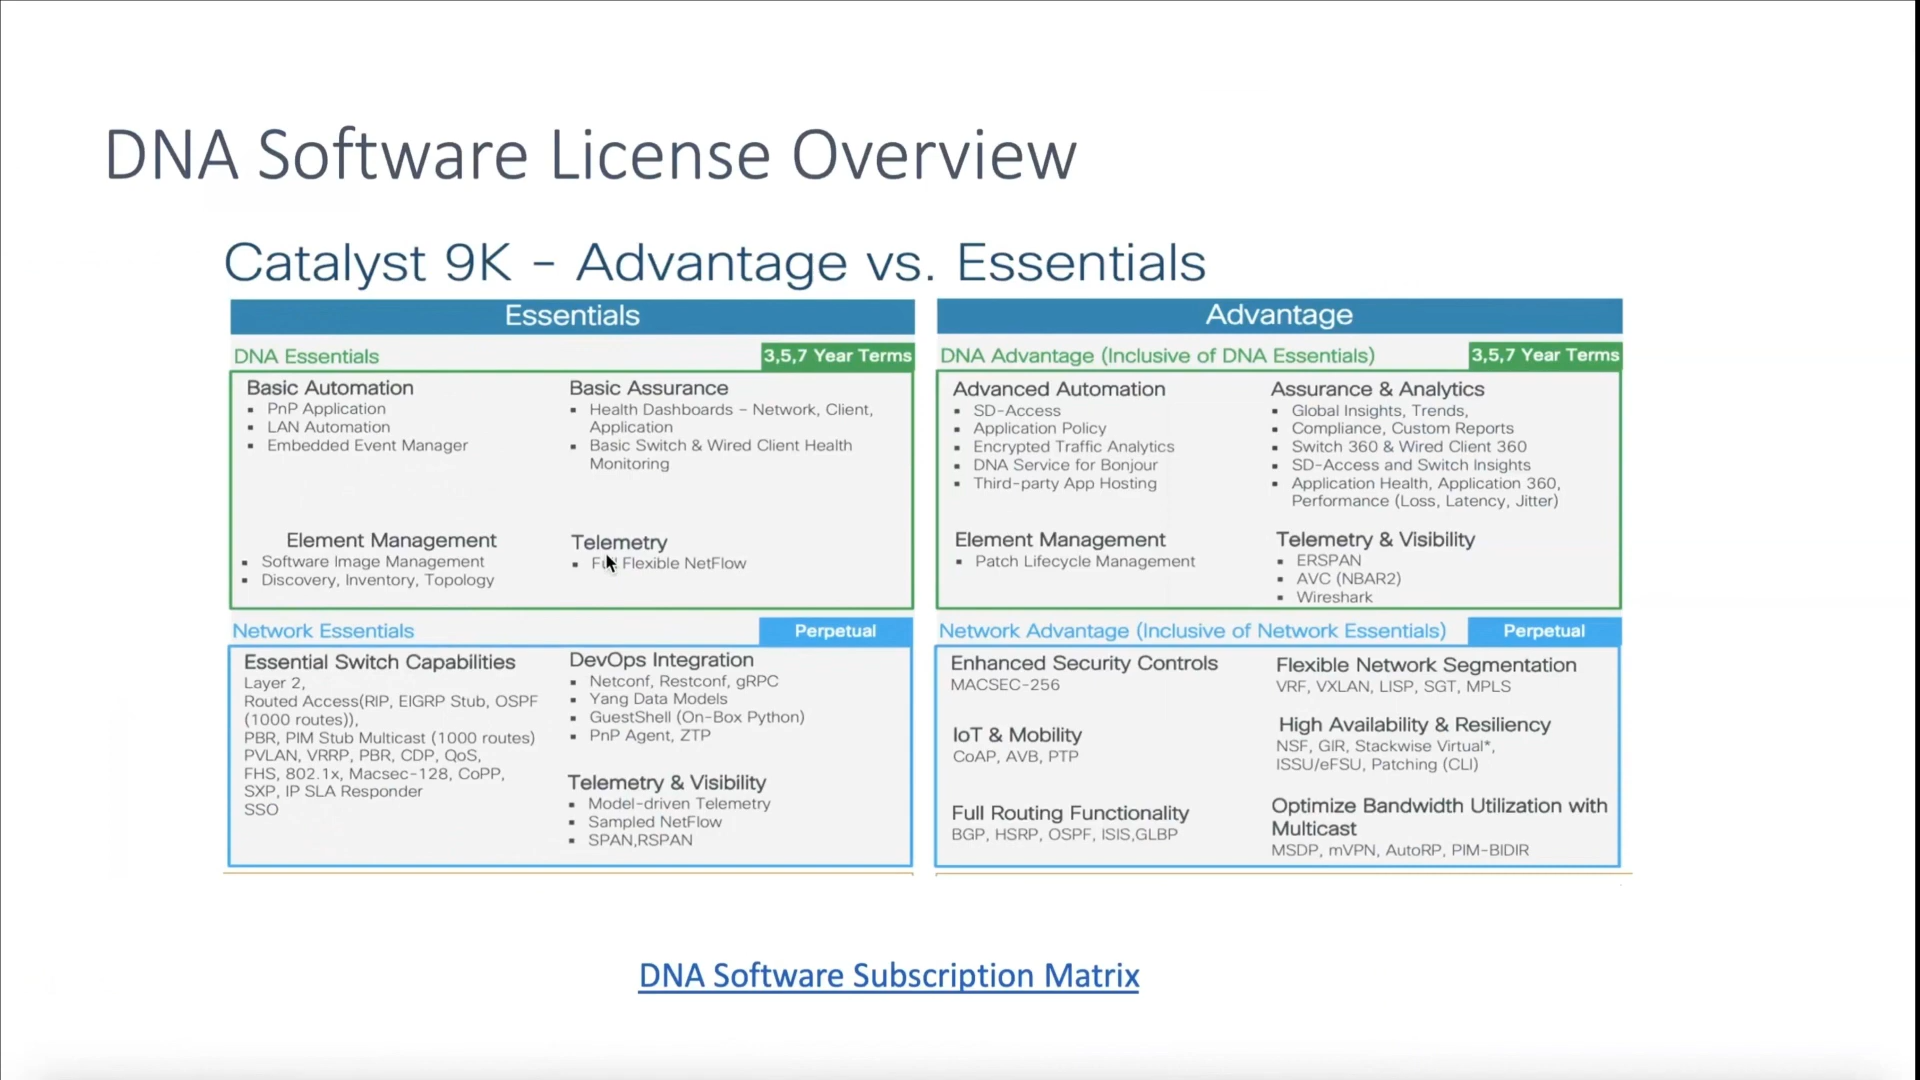 DNA Software License Overview
Catalyst 9K - Advantage vs. Essentials
Essentials
DNA Essentials
3,5,7 Year Terms
Basic Automation
▪ PnP Application
▪ LAN Automation
▪ Embedded Event Manager
Basic Assurance
▪ Health Dashboards – Network, Client,
Application
▪ Basic Switch & Wired Client Health
Monitoring
Element Management
▪ Software Image Management
▪ Discovery, Inventory, Topology
Telemetry
▪ Flexible NetFlow
Network Essentials
Perpetual
Essential Switch Capabilities
Layer 2,
Routed Access(RIP, EIGRP Stub, OSPF
(1000 routes)),
PBR, PIM Stub Multicast (1000 routes)
PVLAN, VRRP, PBR, CDP, QoS,
FHS, 802.1x, Macsec-128, CoPP,
SXP, IP SLA Responder
SSO
DevOps Integration
▪ Netconf, Restconf, gRPC
▪ Yang Data Models
▪ GuestShell (On-Box Python)
▪ PnP Agent, ZTP
Telemetry & Visibility
▪ Model-driven Telemetry
▪ Sampled NetFlow
▪ SPAN,RSPAN
Advantage
DNA Advantage (Inclusive of DNA Essentials)
3,5,7 Year Terms
Advanced Automation
▪ SD-Access
▪ Application Policy
▪ Encrypted Traffic Analytics
▪ DNA Service for Bonjour
▪ Third-party App Hosting
Assurance & Analytics
▪ Global Insights, Trends,
▪ Compliance, Custom Reports
▪ Switch 360 & Wired Client 360
▪ SD-Access and Switch Insights
▪ Application Health, Application 360,
Performance (Loss, Latency, Jitter)
Element Management
▪ Patch Lifecycle Management
Telemetry & Visibility
▪ ERSPAN
▪ AVC (NBAR2)
▪ Wireshark
Network Advantage (Inclusive of Network Essentials)
Perpetual
Enhanced Security Controls
MACSEC-256
IoT & Mobility
CoAP, AVB, PTP
Full Routing Functionality
BGP, HSRP, OSPF, ISIS,GLBP
Flexible Network Segmentation
VRF, VXLAN, LISP, SGT, MPLS
High Availability & Resiliency
NSF, GIR, Stackwise Virtual*,
ISSU/eFSU, Patching (CLI)
Optimize Bandwidth Utilization with
Multicast
MSDP, mVPN, AutoRP, PIM-BIDIR
DNA Software Subscription Matrix